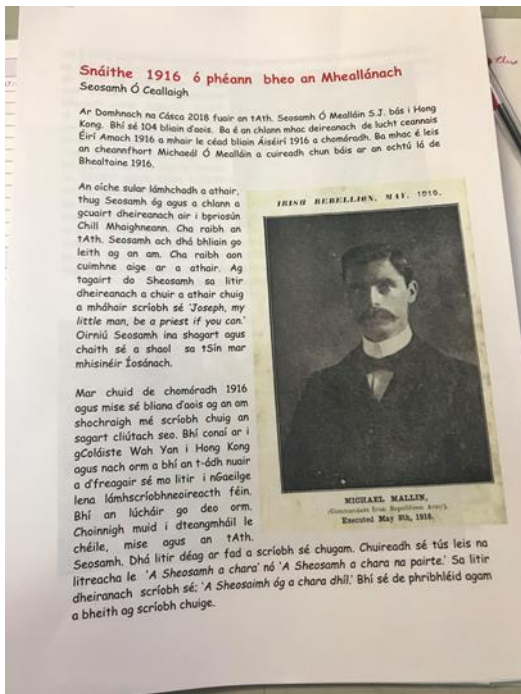 Snáithe 1916 ó phéann bheo an Mheallánach
Seosamh Ó Ceallaigh
Ar Domhnach na Cásca 2018 fuair an tAth. Seosamh Ó Mealláin S.J. bás i Hong
Kong. Bhí sé 104 bliain d'aois. Ba é an chlann mhac deireanach de lucht ceannais
Éirí Amach 1916 a mhair le céad bliain Áiséirí 1916 a chomóradh. Ba mhac é leis
an cheannfhort Micheaál Ó Mealláin a cuireadh chun báis ar an ochtú lá de
Bhealtaine 1916.
An oíche sular lámhchadh a athair,
thug Seosamh óg agus a chlann a
gcuairt dheireanach air i bpriosún
Chill Mhaighneann. Cha raibh an
tAth. Seosamh ach dhá bhliain go
leith ag an am. Cha raibh aon
cuimhne aige ar a athair. Ag
tagairt do Sheosamh sa litir
dheireanach a chuir a athair chuig
a mháhair scríobh sé 'Joseph, my
little man, be a priest if you can.'
Oirniú Seosamh ina shagart agus
chaith sé a shaol sa tSín mar
mhisinéir Íosánach.
Mar chuid de chomóradh 1916
agus mise sé bliana d'aois ag an am
shochraigh mé scríobh chuig an
sagart cliútach seo. Bhí conaí ar i
gColáiste Wah Yan i Hong Kong
agus nach orm a bhí an t-ádh nuair
a d'freagair sé mo litir i nGaeilge
lena lámhscríobhneoireacht féin.
Bhí an lúcháir go deo orm.
Choinnigh muid i dteangmháil le
chéile, mise agus an tAth.
Seosamh. Dhá litir déag ar fad a scríobh sé chugam. Chuireadh sé tús leis na
litreacha le 'A Sheosamh a chara' nó 'A Sheosamh a chara na pairte.' Sa litir
dheiranach scríobh sé; 'A Sheosaimh óg a chara dhíl.' Bhí sé de phribhléid agam
a bheith ag scríobh chuige.
IRISH REBELLION, MAY, 1916.
MICHAEL MALLIN,
(Commandant Irish Republican Army).
Executed May 8th, 1916.